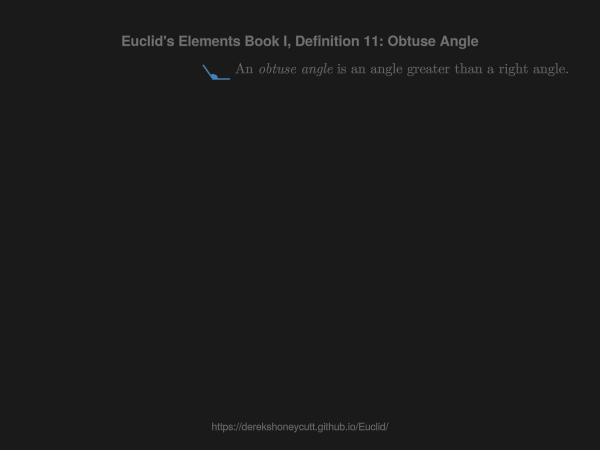 Euclid's Elements Book I, Definition 11: Obtuse Angle
An obtuse angle is an angle greater than a right angle.
https://derekshoneycutt.github.io/Euclid/